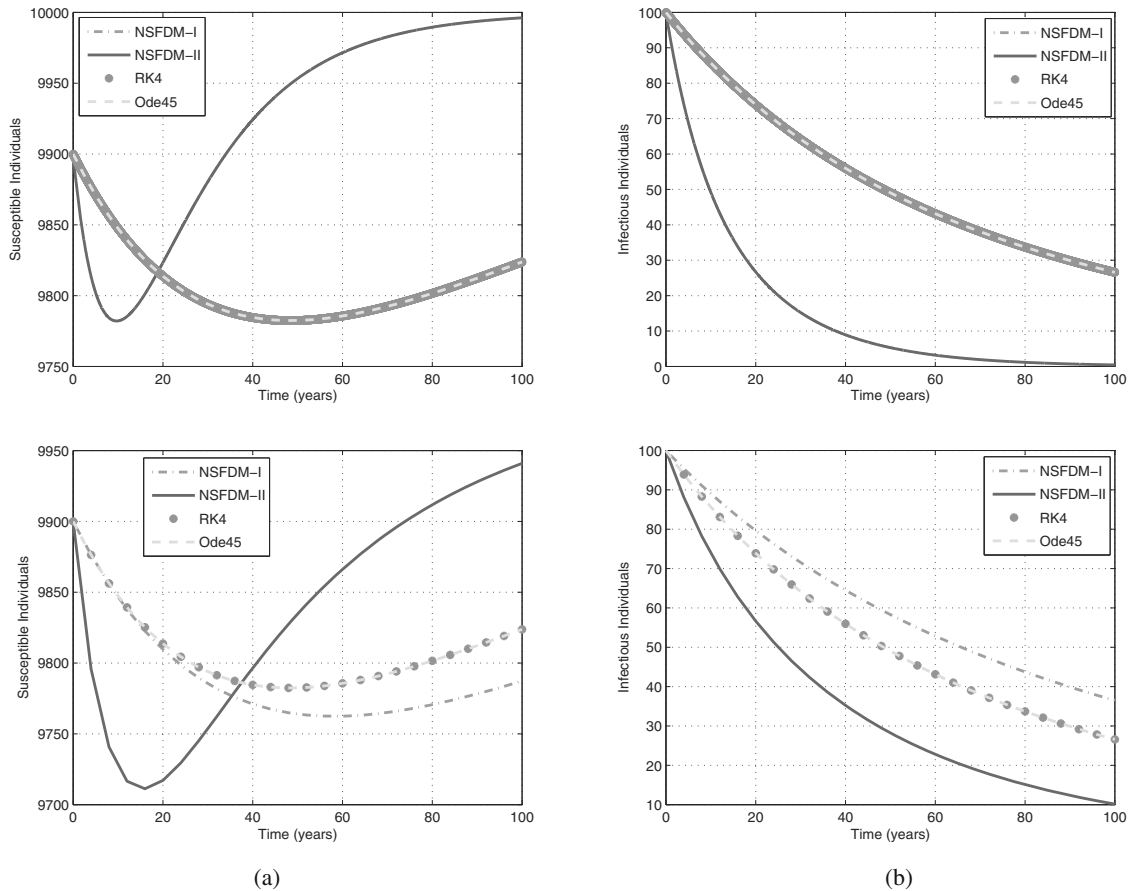 10000
9950
9900
9850
9800
9750
0
20
40
60
80
100
Susceptible Individuals
Time (years)
NSFDM−I
NSFDM−II
RK4
Ode45
100
90
80
70
60
50
40
30
20
10
0
0
20
40
60
80
100
Infectious Individuals
Time (years)
NSFDM−I
NSFDM−II
RK4
Ode45
9950
9900
9850
9800
9750
9700
0
20
40
60
80
100
Susceptible Individuals
Time (years)
NSFDM−I
NSFDM−II
RK4
Ode45
100
90
80
70
60
50
40
30
20
10
0
20
40
60
80
100
Infectious Individuals
Time (years)
NSFDM−I
NSFDM−II
RK4
Ode45
(a)
(b)